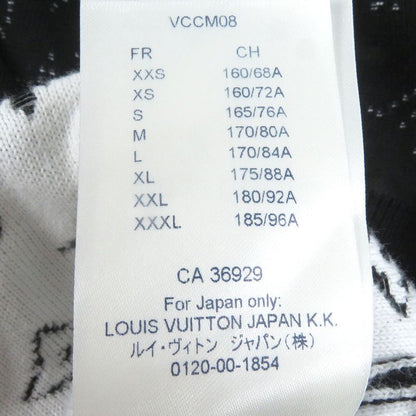 VCCM08
FR CH
XXS 160/68A
XS 160/72A
S 165/76A
M 170/80A
L 170/84A
XL 175/88A
XXL 180/92A
XXXL 185/96A
CA 36929
For Japan only:
LOUIS VUITTON JAPAN K.K.
ルイ・ヴィトン ジャパン(株)
0120-00-1854